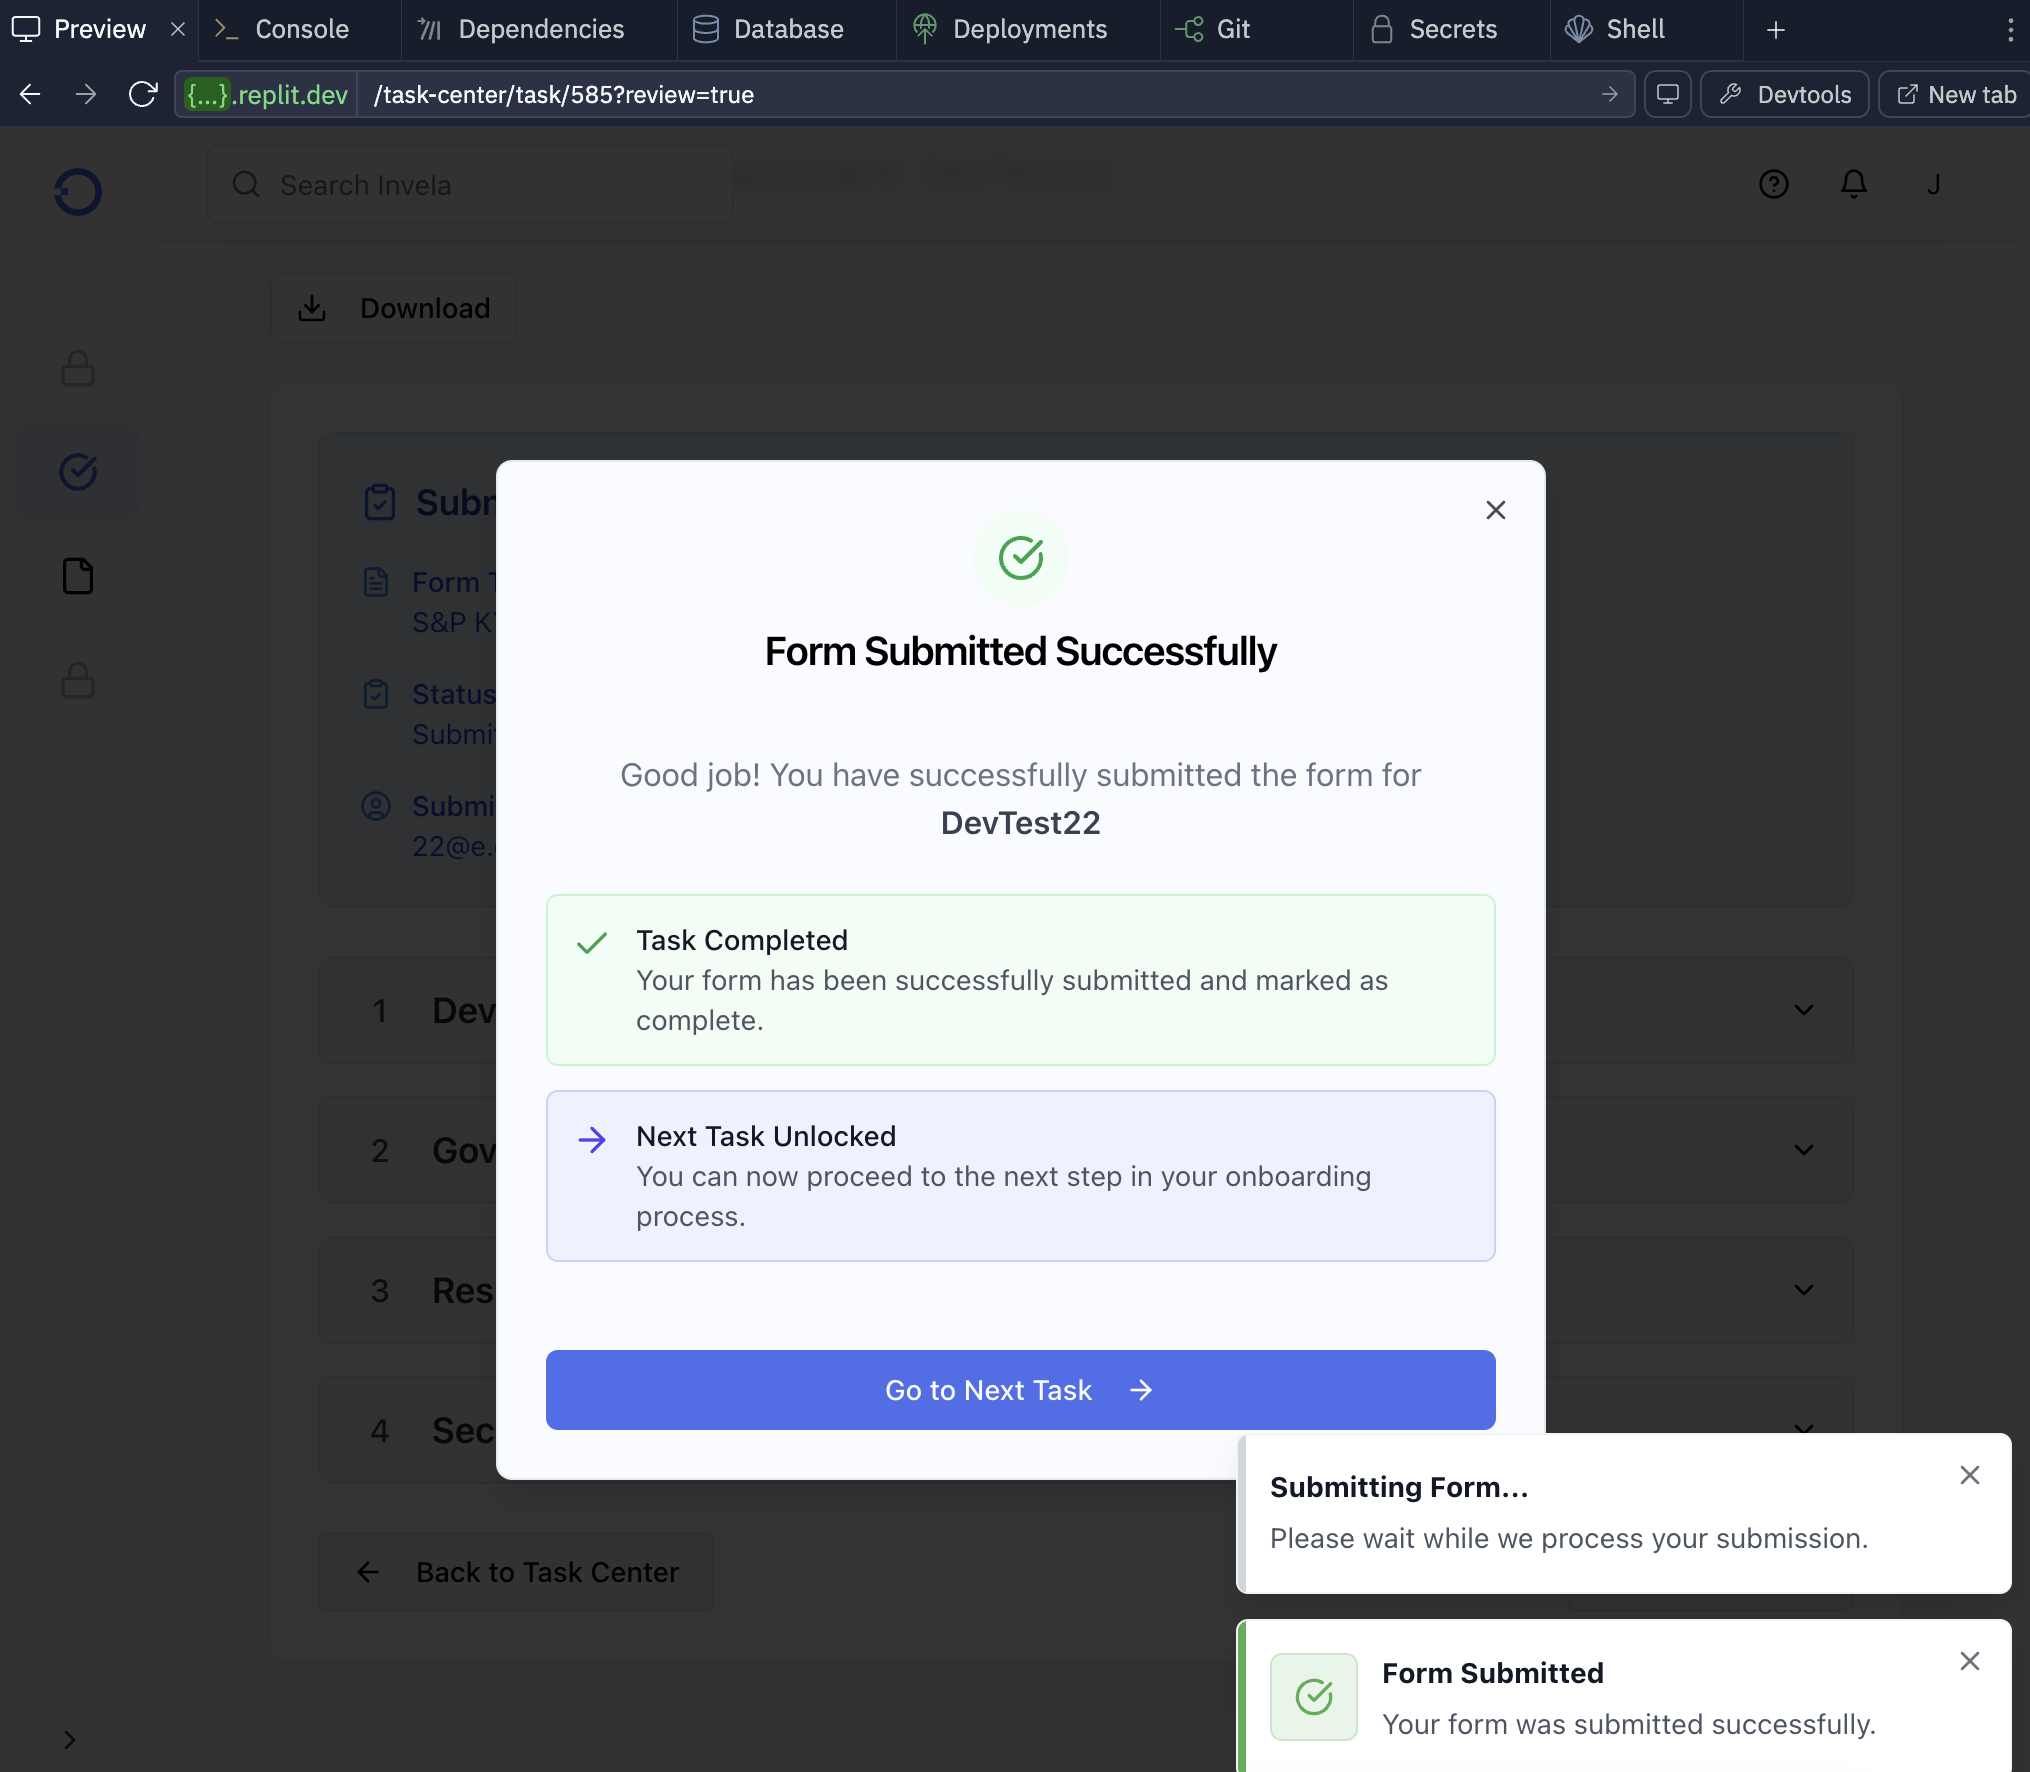 Preview
Console
Dependencies
Database
Deployments
Git
Secrets
Shell
{...}.replit.dev
/task-center/task/585?review=true
Devtools
New tab
Search Invela
J
Download
Form
S&P
Status
22@e.
Form Submitted Successfully
Good job! You have successfully submitted the form for
DevTest22
Task Completed
Your form has been successfully submitted and marked as
complete.
Next Task Unlocked
You can now proceed to the next step in your onboarding
process.
Go to Next Task
1 Dev
2 Gov
3 Res
4 Sec
Back to Task Center
Submitting Form...
Please wait while we process your submission.
Form Submitted
Your form was submitted successfully.